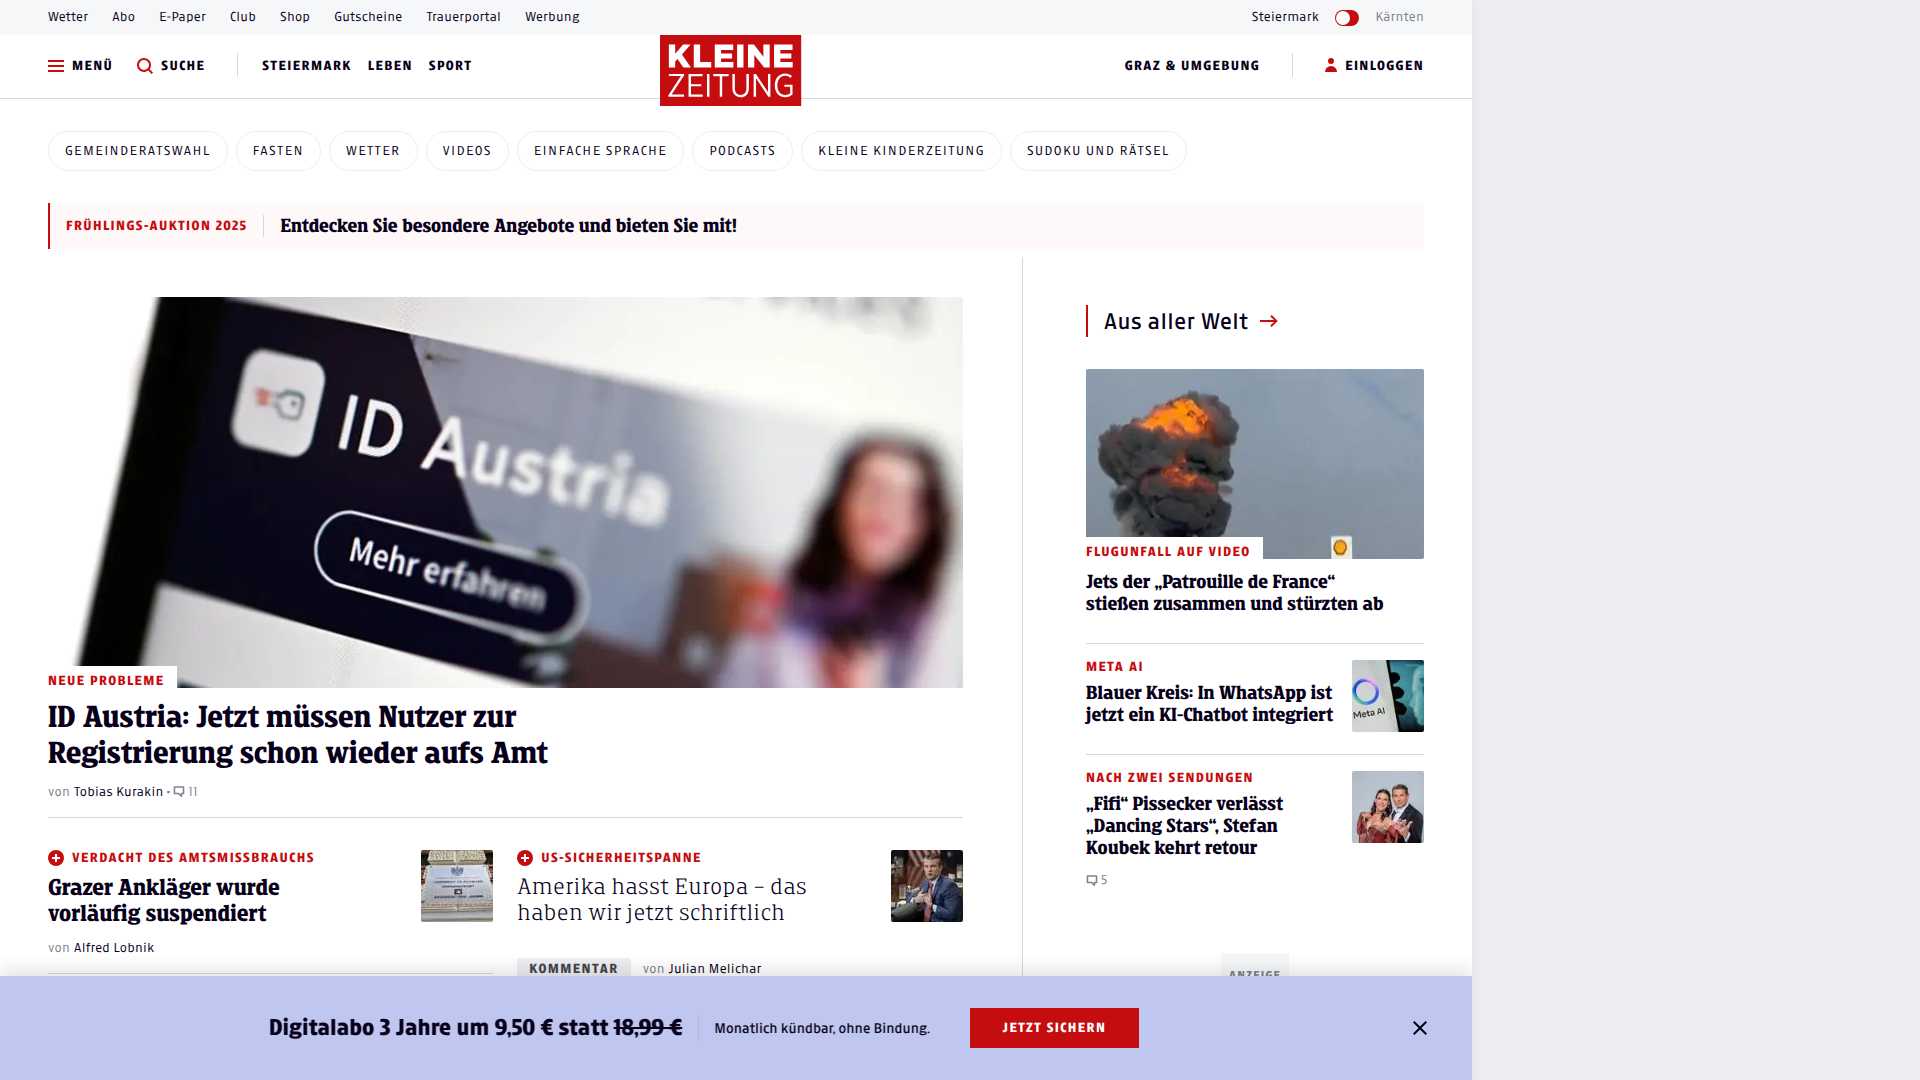 Wetter Abo E-Paper Club Shop Gutscheine Trauerportal Werbung Steiermark Kärnten
MENÜ SUCHE STEIERMARK LEBEN SPORT KLEINE ZEITUNG GRAZ & UMGEBUNG EINLOGGEN
GEMEINDERATSWAHL FASTEN WETTER VIDEOS EINFACHE SPRACHE PODCASTS KLEINE KINDERZEITUNG SUDOKU UND RÄTSEL
FRÜHLINGS-AUKTION 2025 Entdecken Sie besondere Angebote und bieten Sie mit!
ID Austria
Mehr erfahren
NEUE PROBLEME
ID Austria: Jetzt müssen Nutzer zur
Registrierung schon wieder aufs Amt
von Tobias Kurakin • 11
VERDACHT DES AMTSMISSBRAUCHS
Grazer Ankläger wurde
vorläufig suspendiert
von Alfred Lobnik
US-SICHERHEITSPANNE
Amerika hasst Europa – das
haben wir jetzt schriftlich
KOMMENTAR von Julian Melichar
Aus aller Welt
FLUGUNFALL AUF VIDEO
Jets der „Patrouille de France“
stießen zusammen und stürzten ab
META AI
Blauer Kreis: In WhatsApp ist
jetzt ein KI-Chatbot integriert
Meta AI
NACH ZWEI SENDUNGEN
„Fifi“ Pissecker verlässt
„Dancing Stars“, Stefan
Koubek kehrt retour
5
ANZEIGE
Digitalabo 3 Jahre um 9,50 € statt 18,99 € Monatlich kündbar, ohne Bindung. JETZT SICHERN